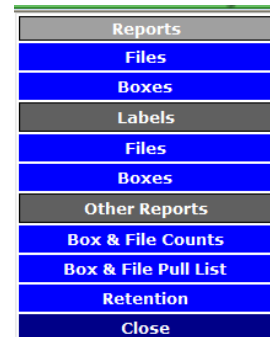 Reports
Files
Boxes
Labels
Files
Boxes
Other Reports
Box & File Counts
Box & File Pull List
Retention
Close